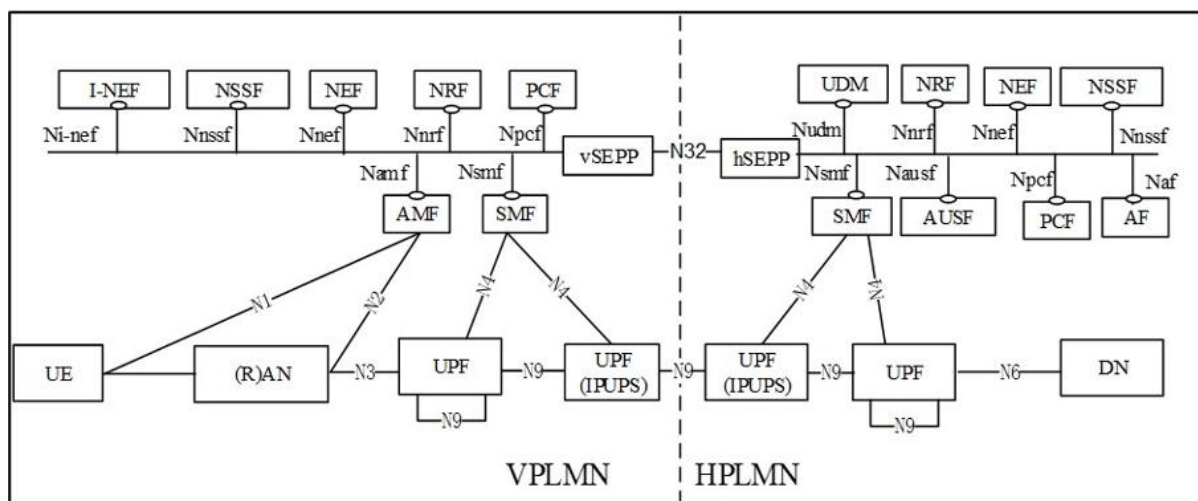 I-NEF NSSF NEF NRF PCF UDM NRF NEF NSSF
Ni-nef Nnssf Nnef Nnrf Npcf Nudm Nnrf Nnef Nnssf
vSEPP N32 hSEPP
Namf Nsmf Nsmf Nausf Npcf Naf
AMF SMF SMF AUSF PCF AF
N1 N2 N4 N4 N4 N4
UE (R)AN N3 UPF N9 UPF N9 UPF N9 UPF N6 DN
(IPUPS) (IPUPS)
N9 N9
VPLMN HPLMN